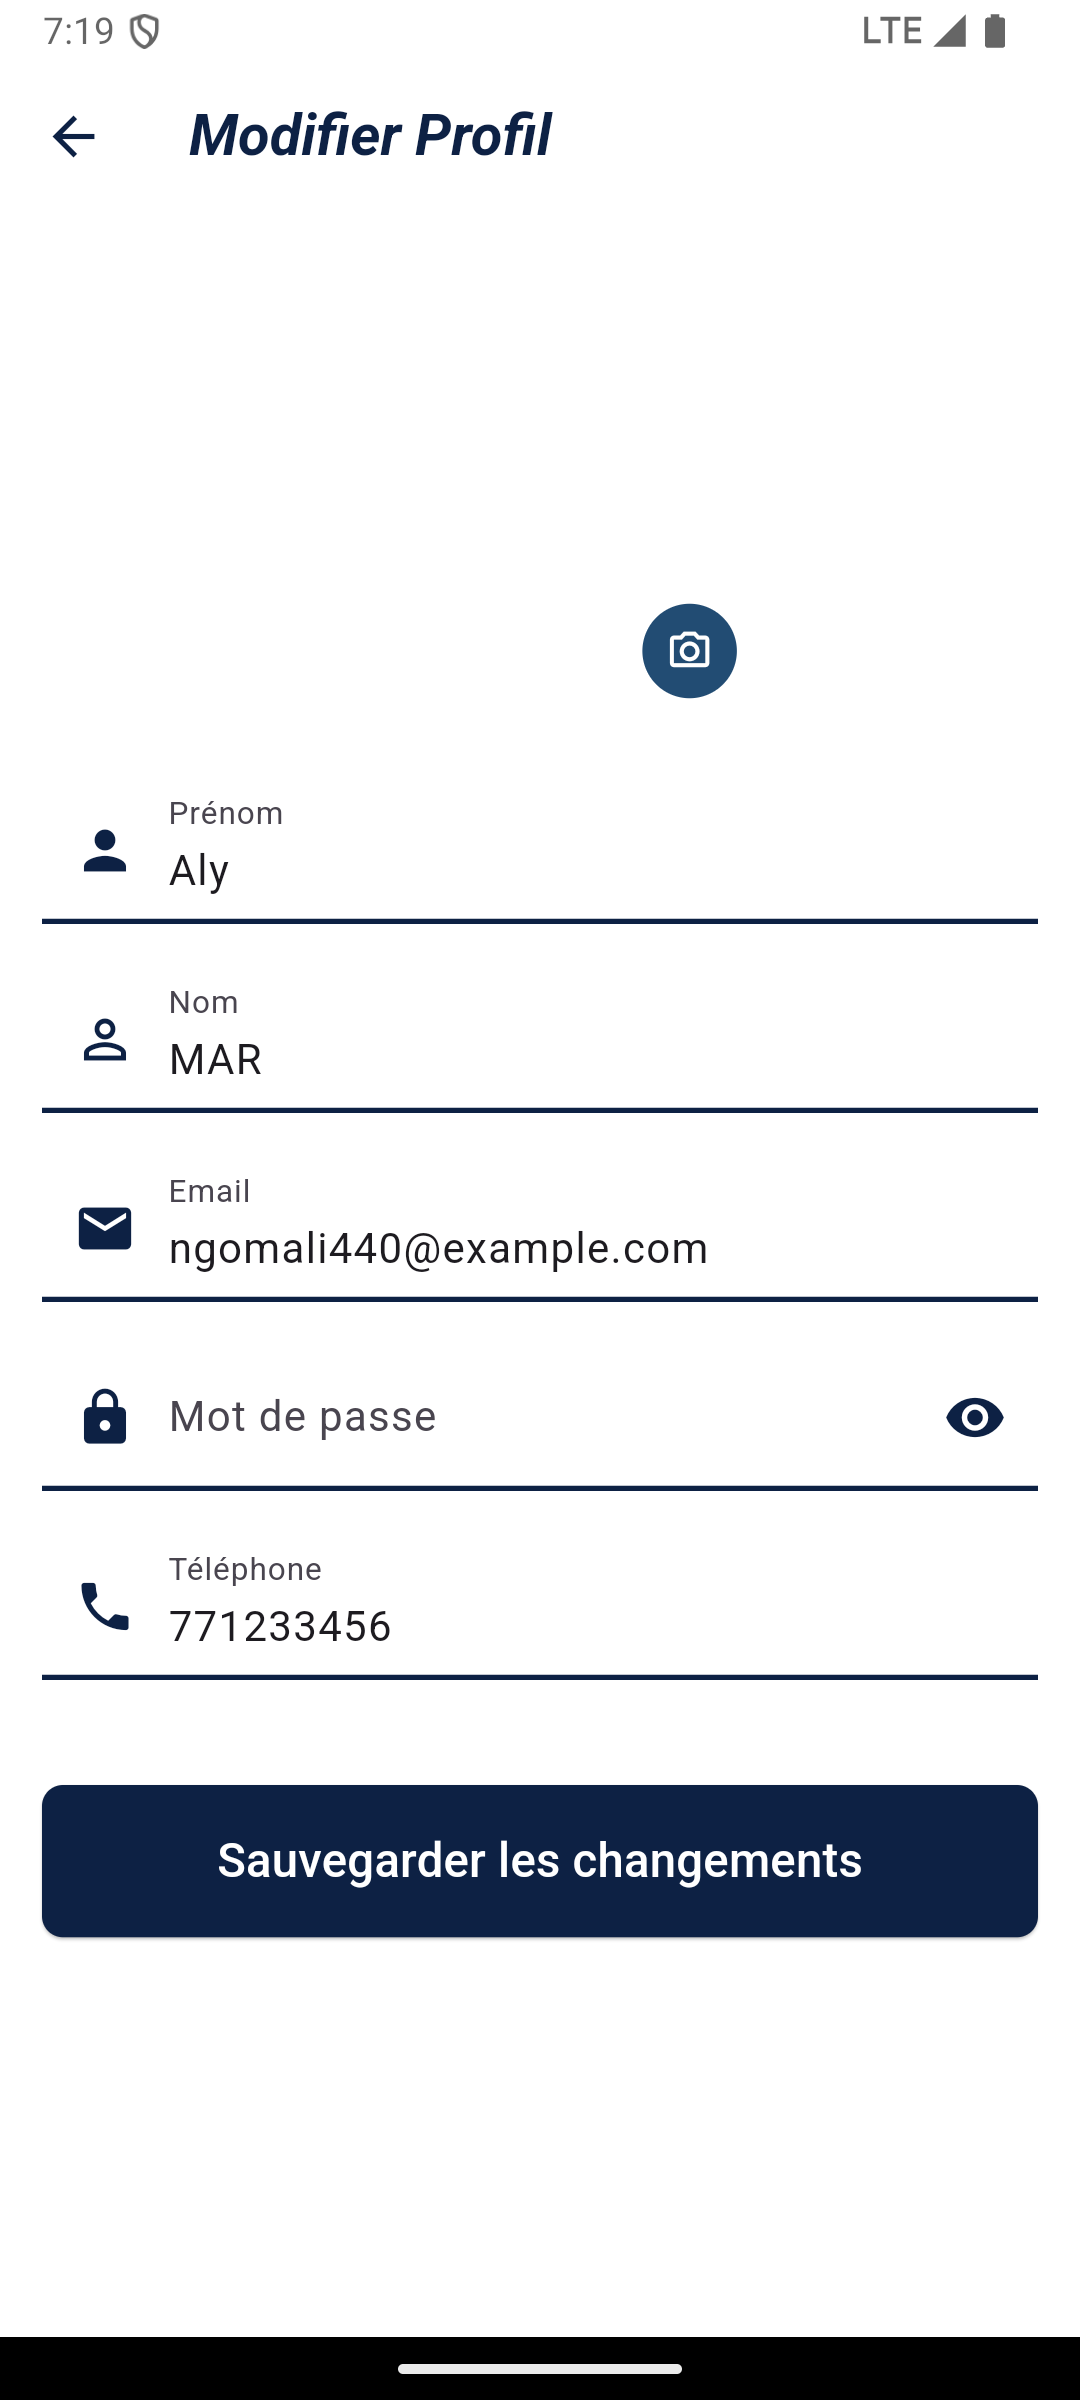 7:19 LTE
Modifier Profil
Prénom
Aly
Nom
MAR
Email
ngomali440@example.com
Mot de passe
Téléphone
771233456
Sauvegarder les changements